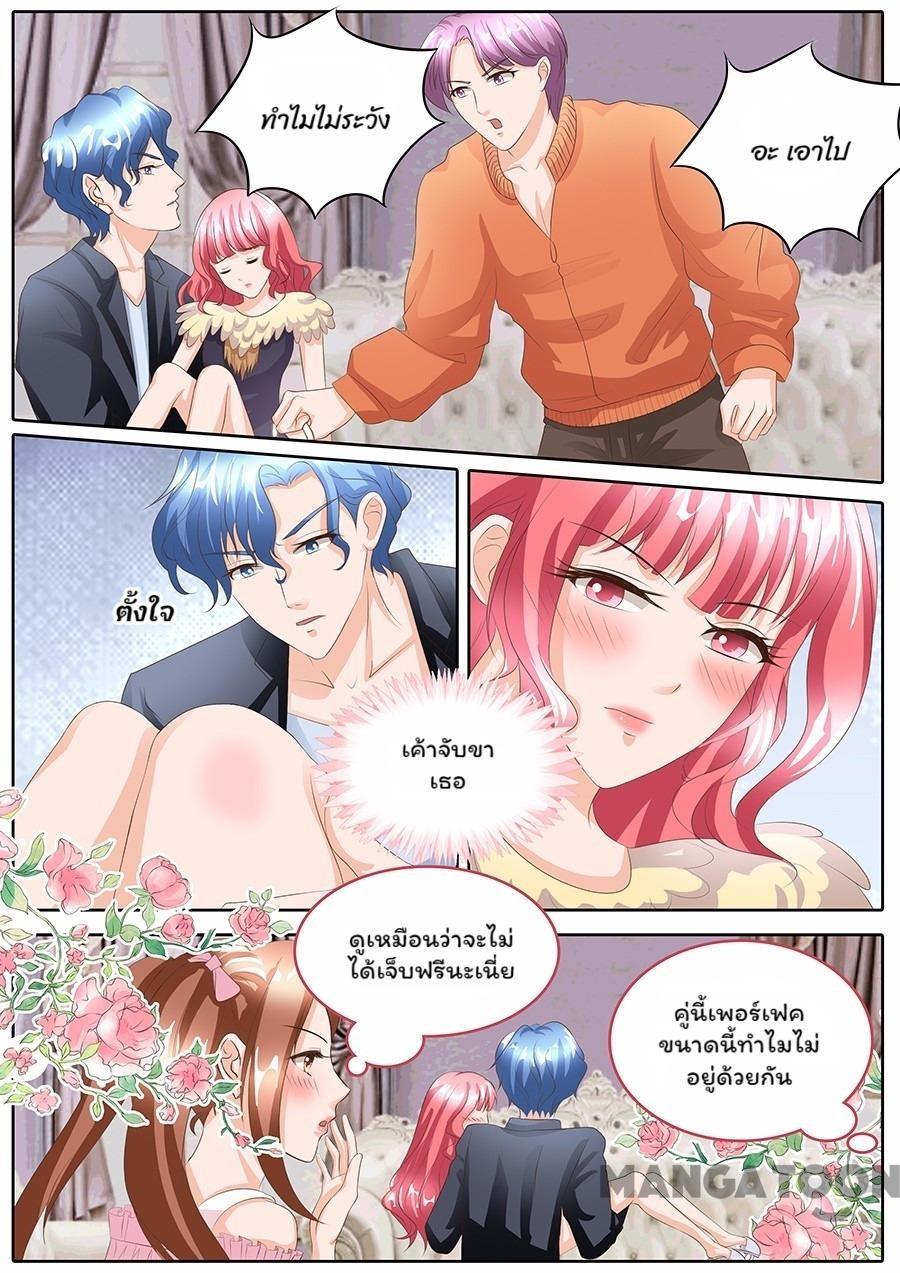 ทำไมไม่ระวัง
อะ เอาไป
ตั้งใจ
เค้าจับขา
เธอ
ดูเหมือนว่าจะไม่
ได้เจ็บฟรีนะเนี่ย
คู่นี้เพอร์เฟค
ขนาดนี้ทำไมไม่
อยู่ด้วยกัน
MANGATOON